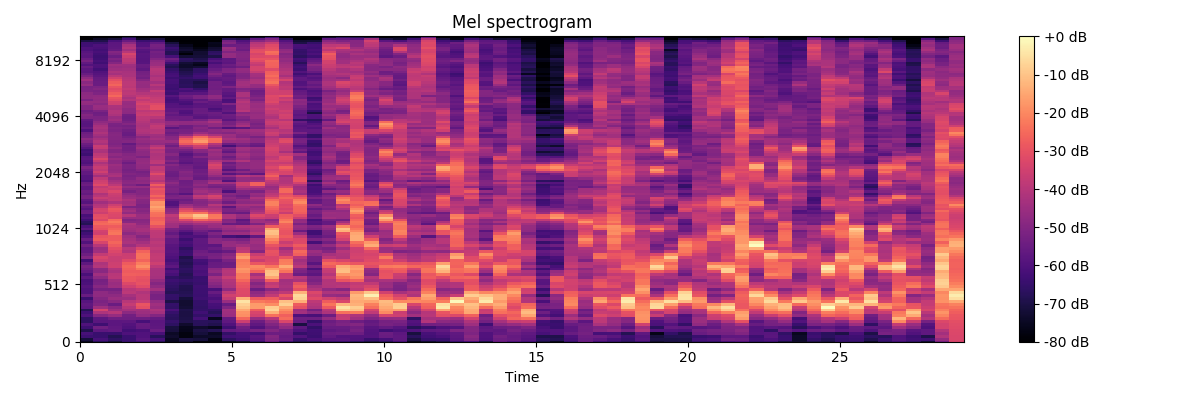 Mel spectrogram
8192
4096
2048
1024
512
0
Hz
0 5 10 15 20 25
Time
+0 dB
-10 dB
-20 dB
-30 dB
-40 dB
-50 dB
-60 dB
-70 dB
-80 dB